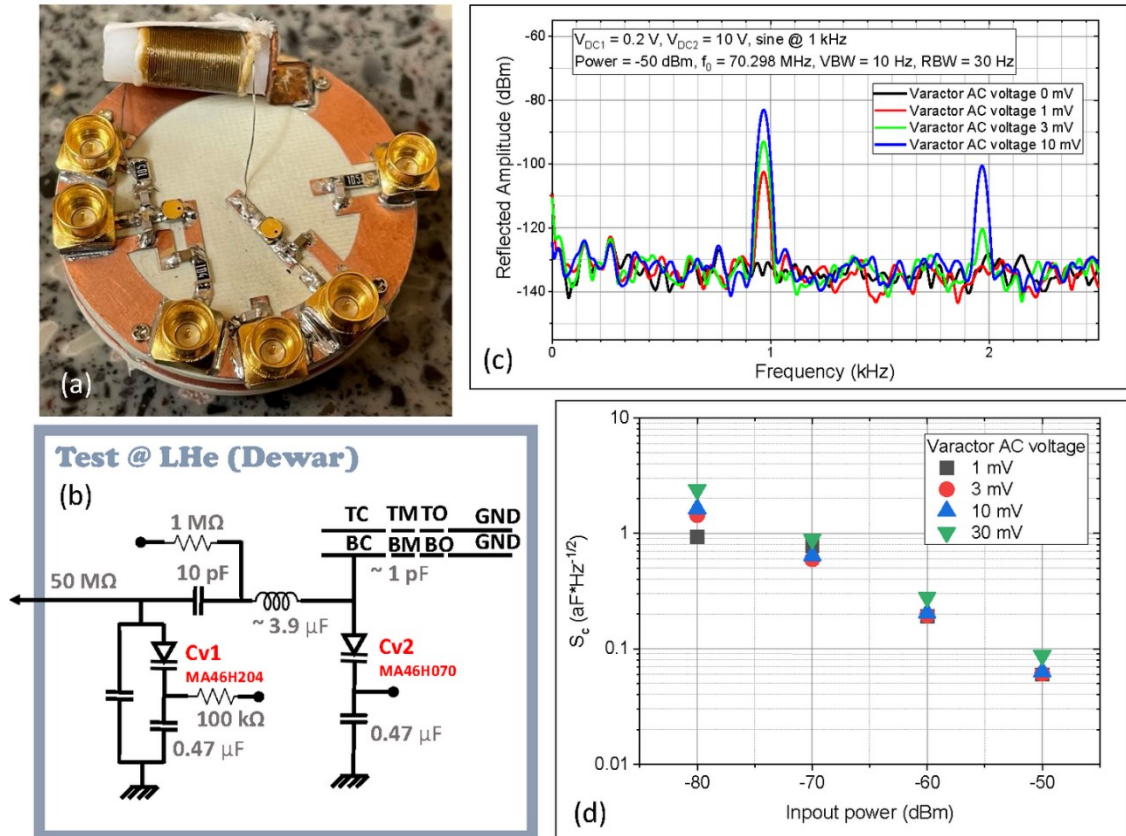 (a)
105
V_DC1 = 0.2 V, V_DC2 = 10 V, sine @ 1 kHz
Power = -50 dBm, f_0 = 70.298 MHz, VBW = 10 Hz, RBW = 30 Hz
Varactor AC voltage 0 mV
Varactor AC voltage 1 mV
Varactor AC voltage 3 mV
Varactor AC voltage 10 mV
Reflected Amplitude (dBm)
-60
-80
-100
-120
-140
0
1
2
Frequency (kHz)
(c)
Test @ LHe (Dewar)
(b)
1 MΩ
10 pF
50 MΩ
~ 3.9 µF
TC TM TO GND
BC BM BO GND
~ 1 pF
Cv1
MA46H204
100 kΩ
0.47 µF
Cv2
MA46H070
0.47 µF
Varactor AC voltage
1 mV
3 mV
10 mV
30 mV
S_c (aF*Hz^-1/2)
10
1
0.1
0.01
-80
-70
-60
-50
Inpout power (dBm)
(d)